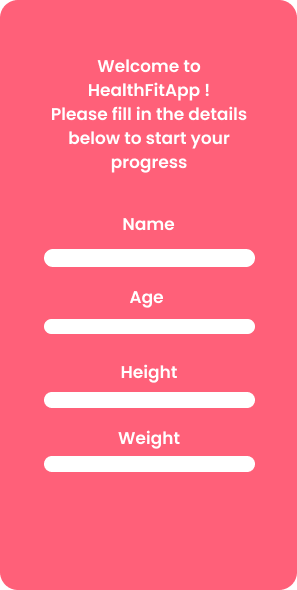 Welcome to
HealthFitApp !
Please fill in the details
below to start your
progress
Name
Age
Height
Weight